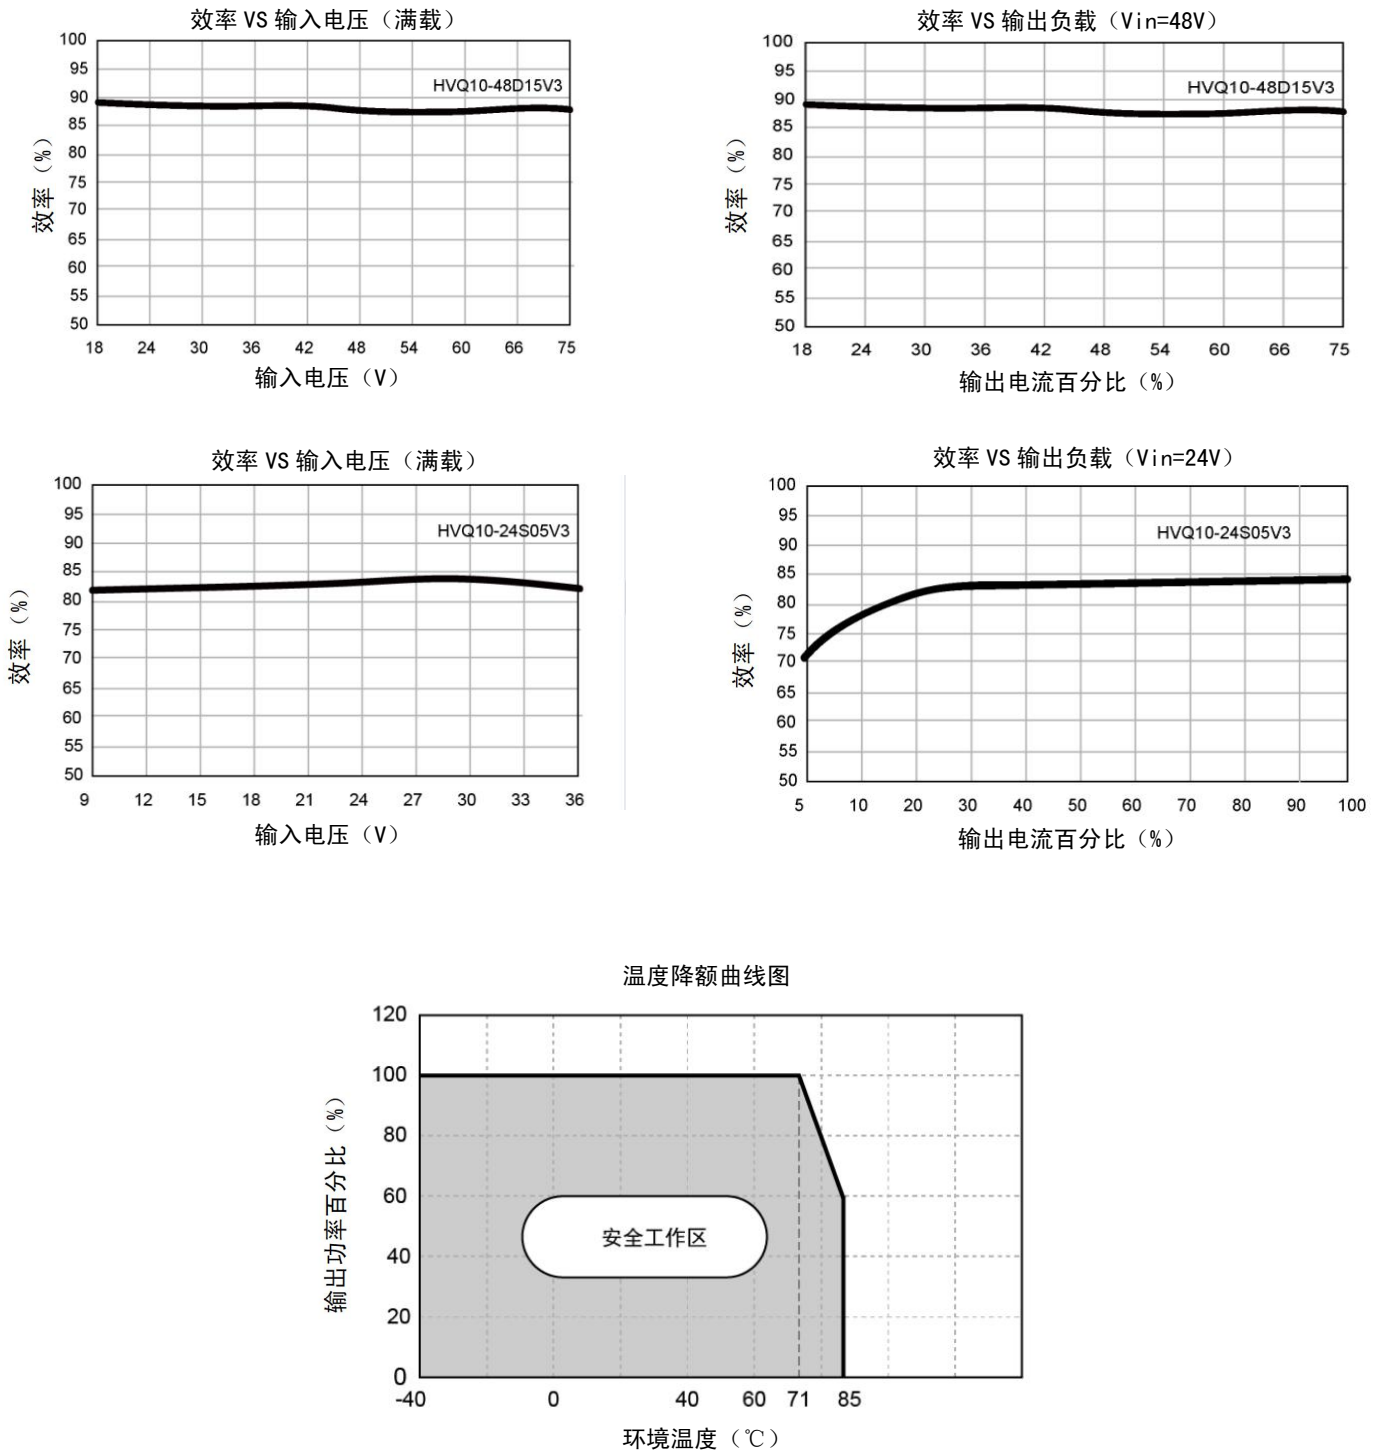 效率 VS 输入电压（满载）
100
95
90
85
80
75
70
65
60
55
50
HVQ10-48D15V3
效率（%）
18 24 30 36 42 48 54 60 66 75
输入电压（V）
效率 VS 输出负载（Vin=48V）
100
95
90
85
80
75
70
65
60
55
50
HVQ10-48D15V3
效率（%）
18 24 30 36 42 48 54 60 66 75
输出电流百分比（%）
效率 VS 输入电压（满载）
100
95
90
85
80
75
70
65
60
55
50
HVQ10-24S05V3
效率（%）
9 12 15 18 21 24 27 30 33 36
输入电压（V）
效率 VS 输出负载（Vin=24V）
100
95
90
85
80
75
70
65
60
55
50
HVQ10-24S05V3
效率（%）
5 10 20 30 40 50 60 70 80 90 100
输出电流百分比（%）
温度降额曲线图
120
100
80
60
40
20
0
输出功率百分比（%）
安全工作区
-40 0 40 60 71 85
环境温度（℃）